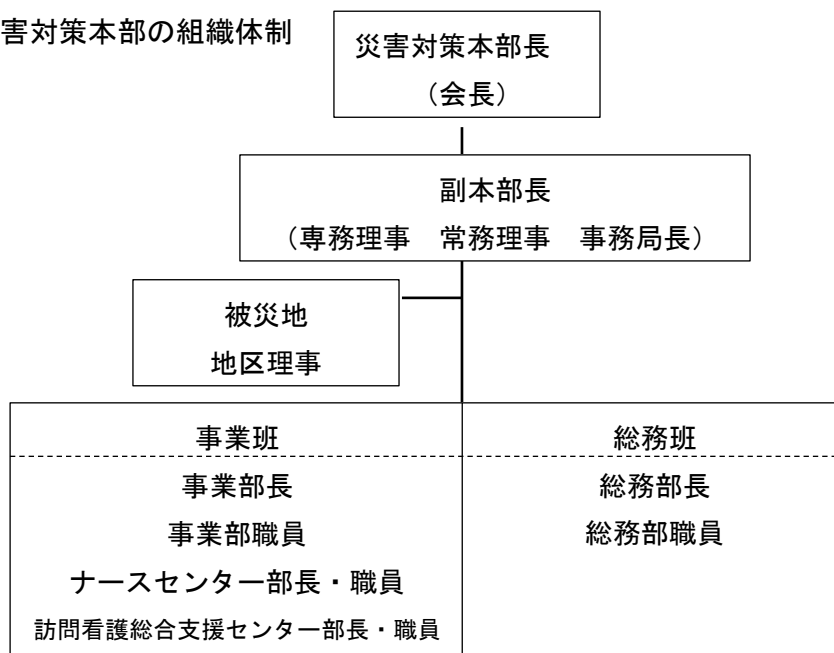 害対策本部の組織体制
災害対策本部長
（会長）
副本部長
（専務理事　常務理事　事務局長）
被災地
地区理事
事業班
総務班
事業部長
総務部長
事業部職員
総務部職員
ナースセンター部長・職員
訪問看護総合支援センター部長・職員